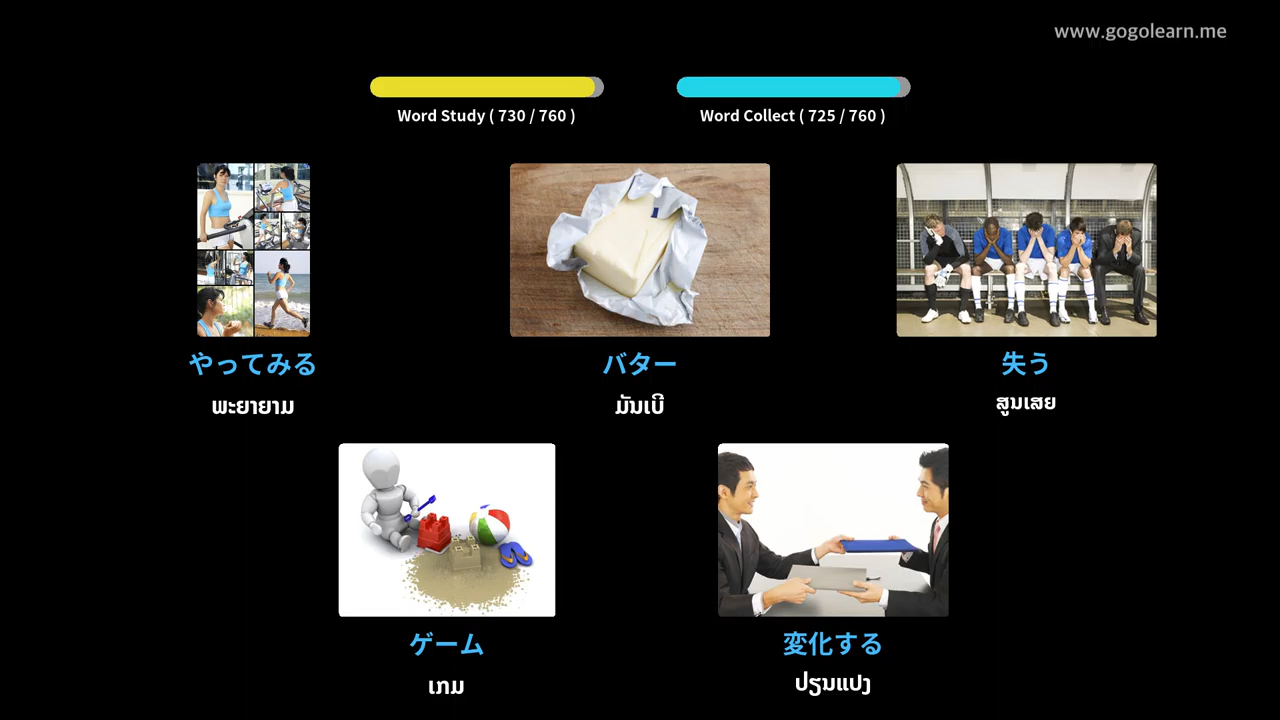 www.gogolearn.me
Word Study ( 730 / 760 )
Word Collect ( 725 / 760 )
やってみる
ພະຍາຍາມ
バター
ມັນເບີ
失う
ສູນເສຍ
ゲーム
ເກມ
変化する
ປຽນແປງ